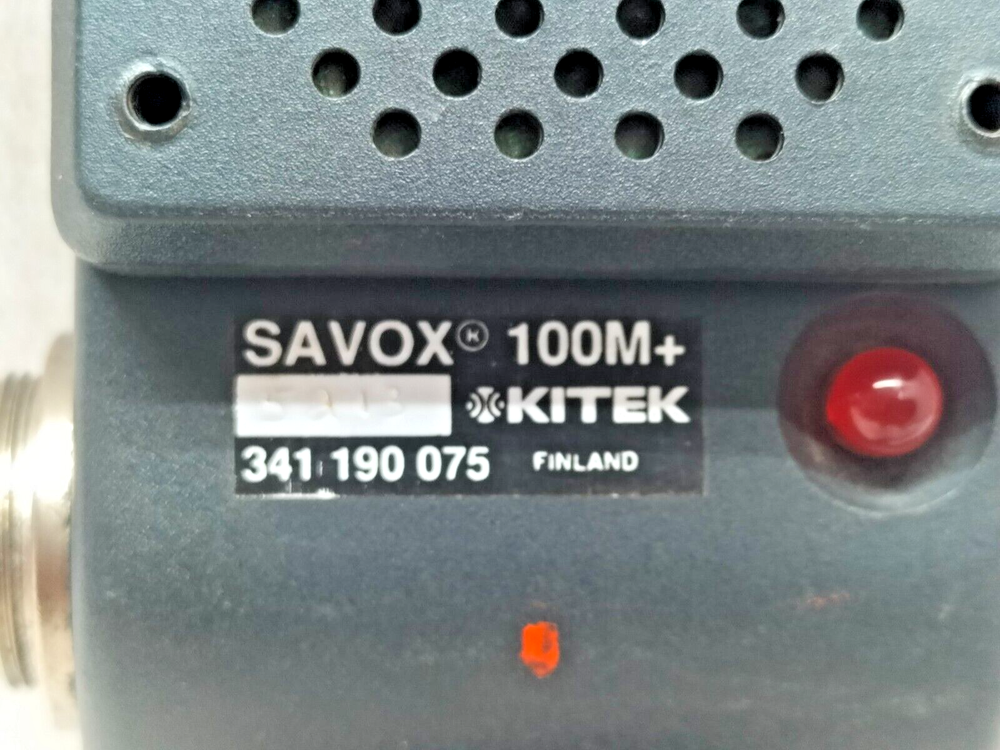 SAVOX® 100M+
KITEK
341 190 075 FINLAND